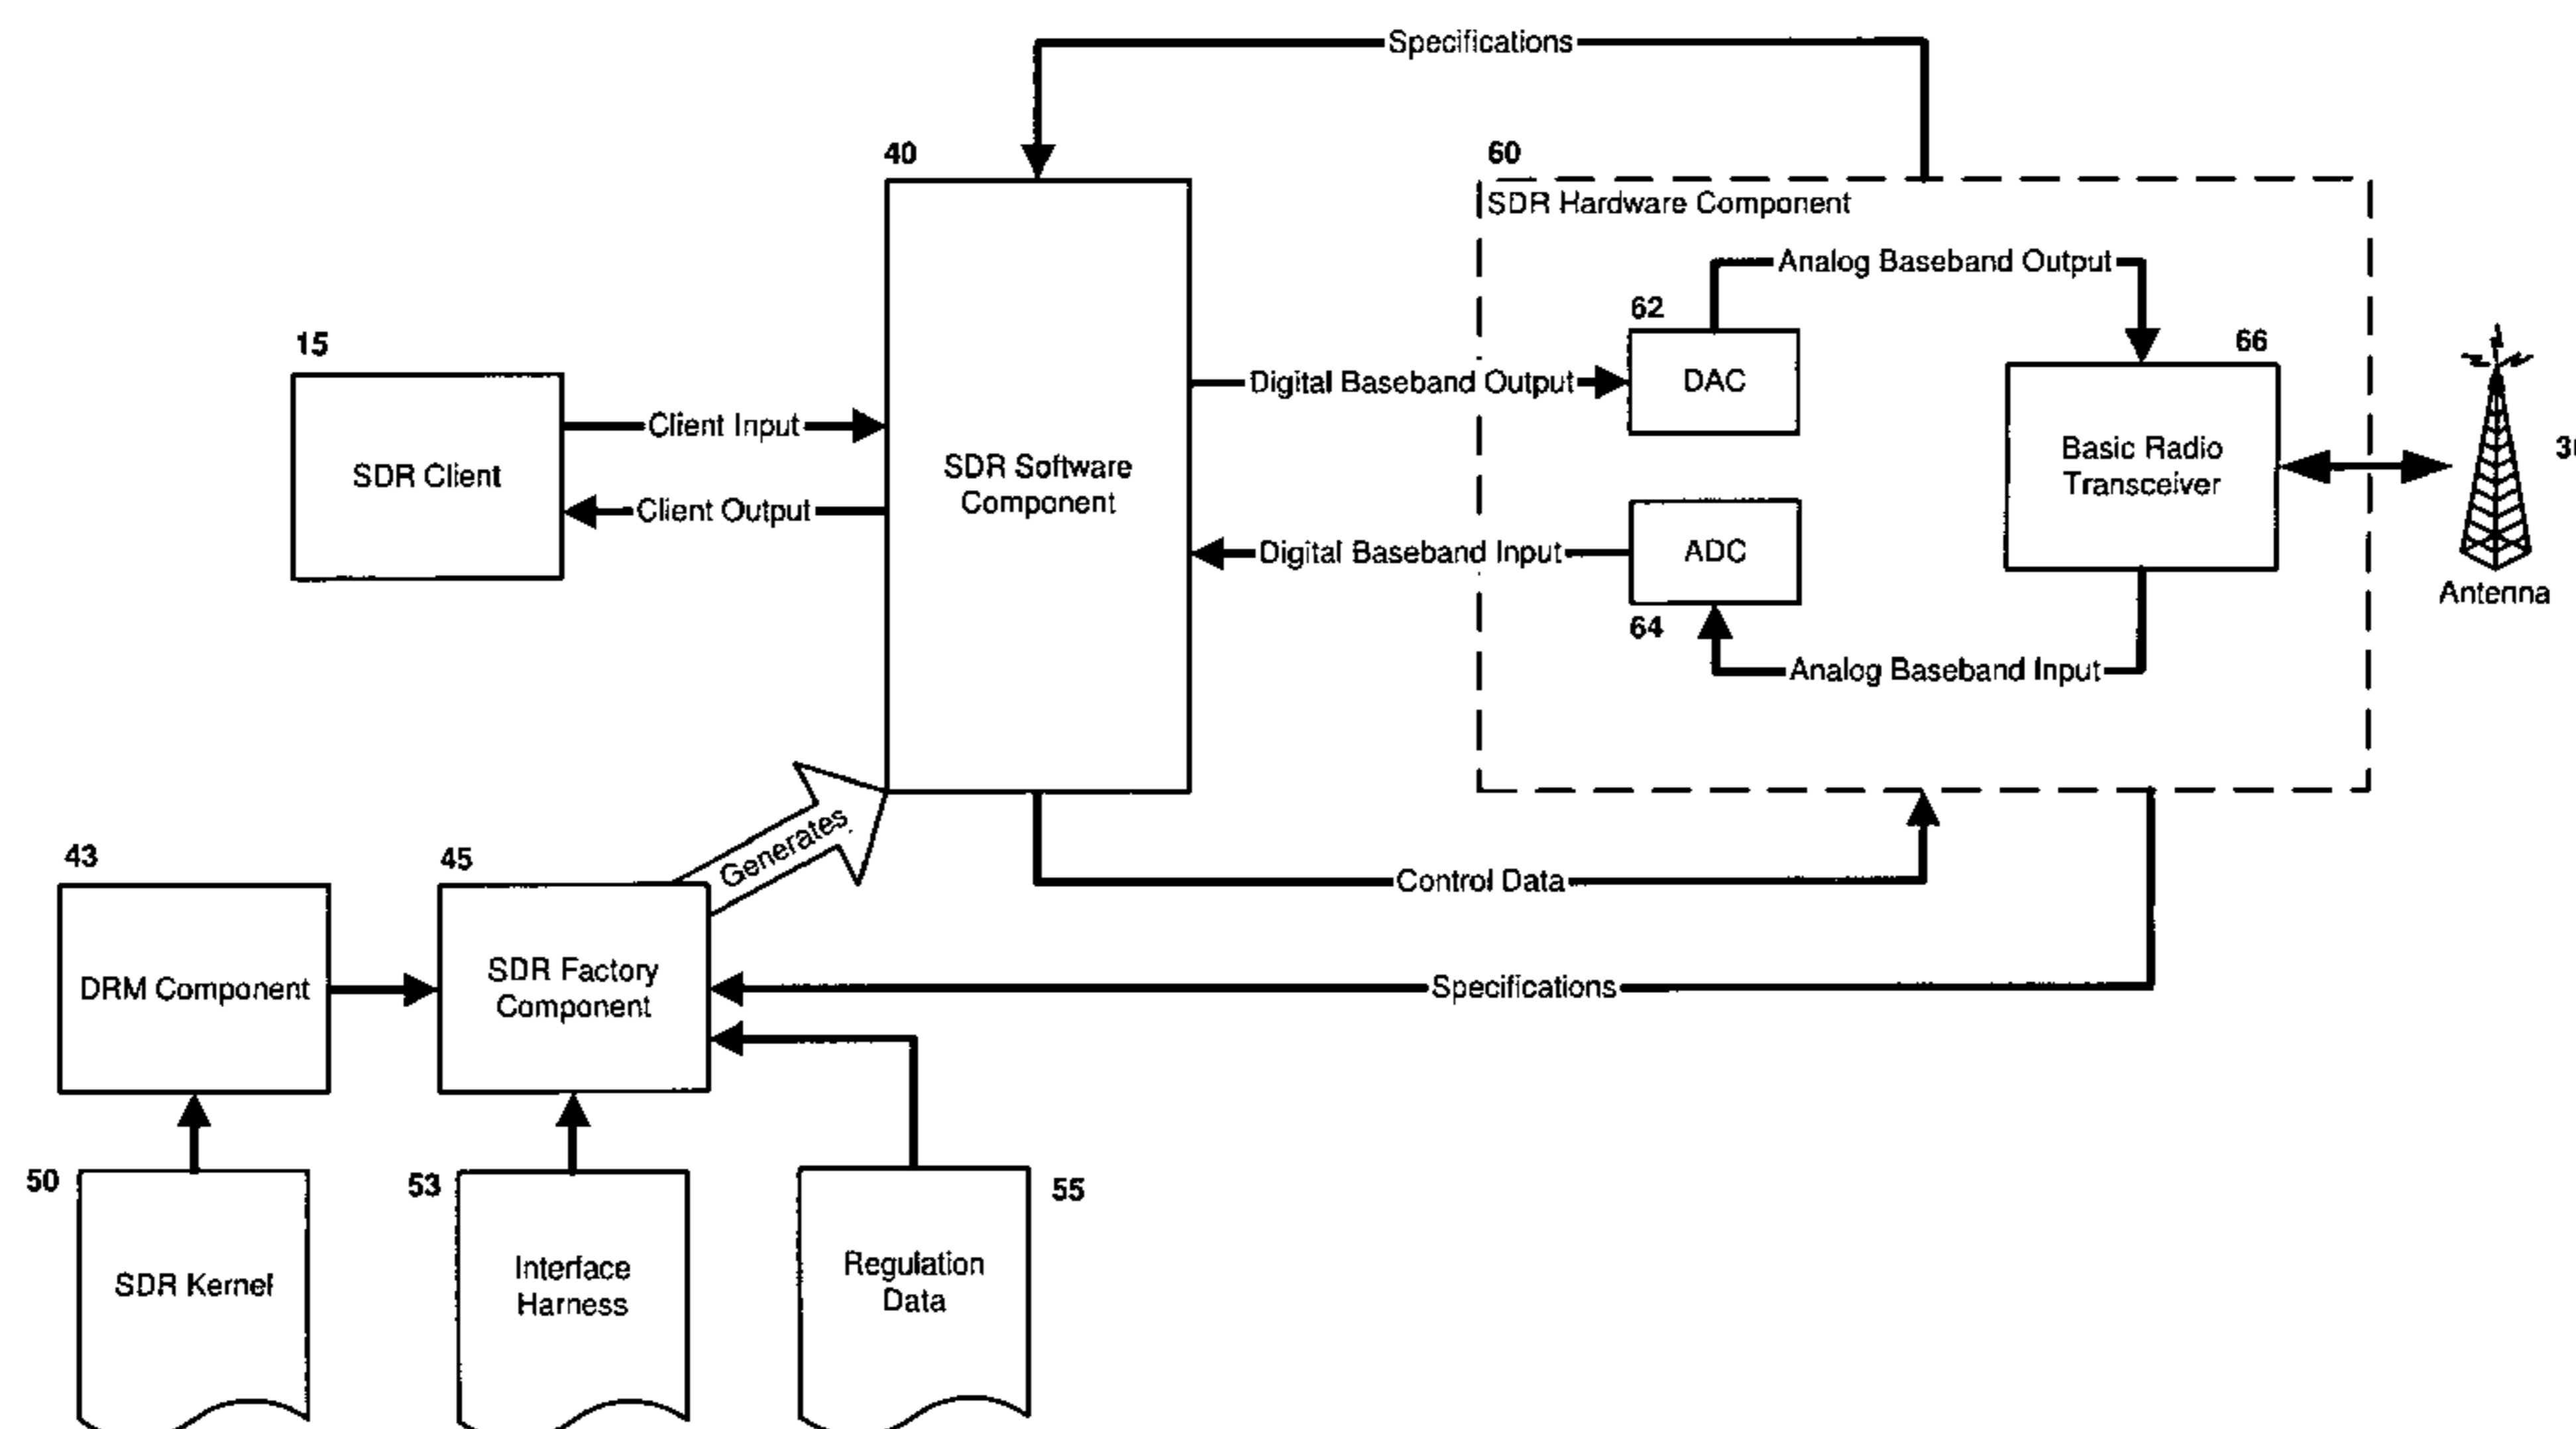 Specifications
40
60
SDR Hardware Component
Analog Baseband Output
62
66
15
DAC
Digital Baseband Output
Client Input
SDR Client
SDR Software
Component
Basic Radio
Transceiver
Client Output
Digital Baseband Input
ADC
Antenna
64
Analog Baseband Input
Generates
43
45
Control Data
DRM Component
SDR Factory
Component
Specifications
50
53
55
SDR Kernel
Interface
Harness
Regulation
Data